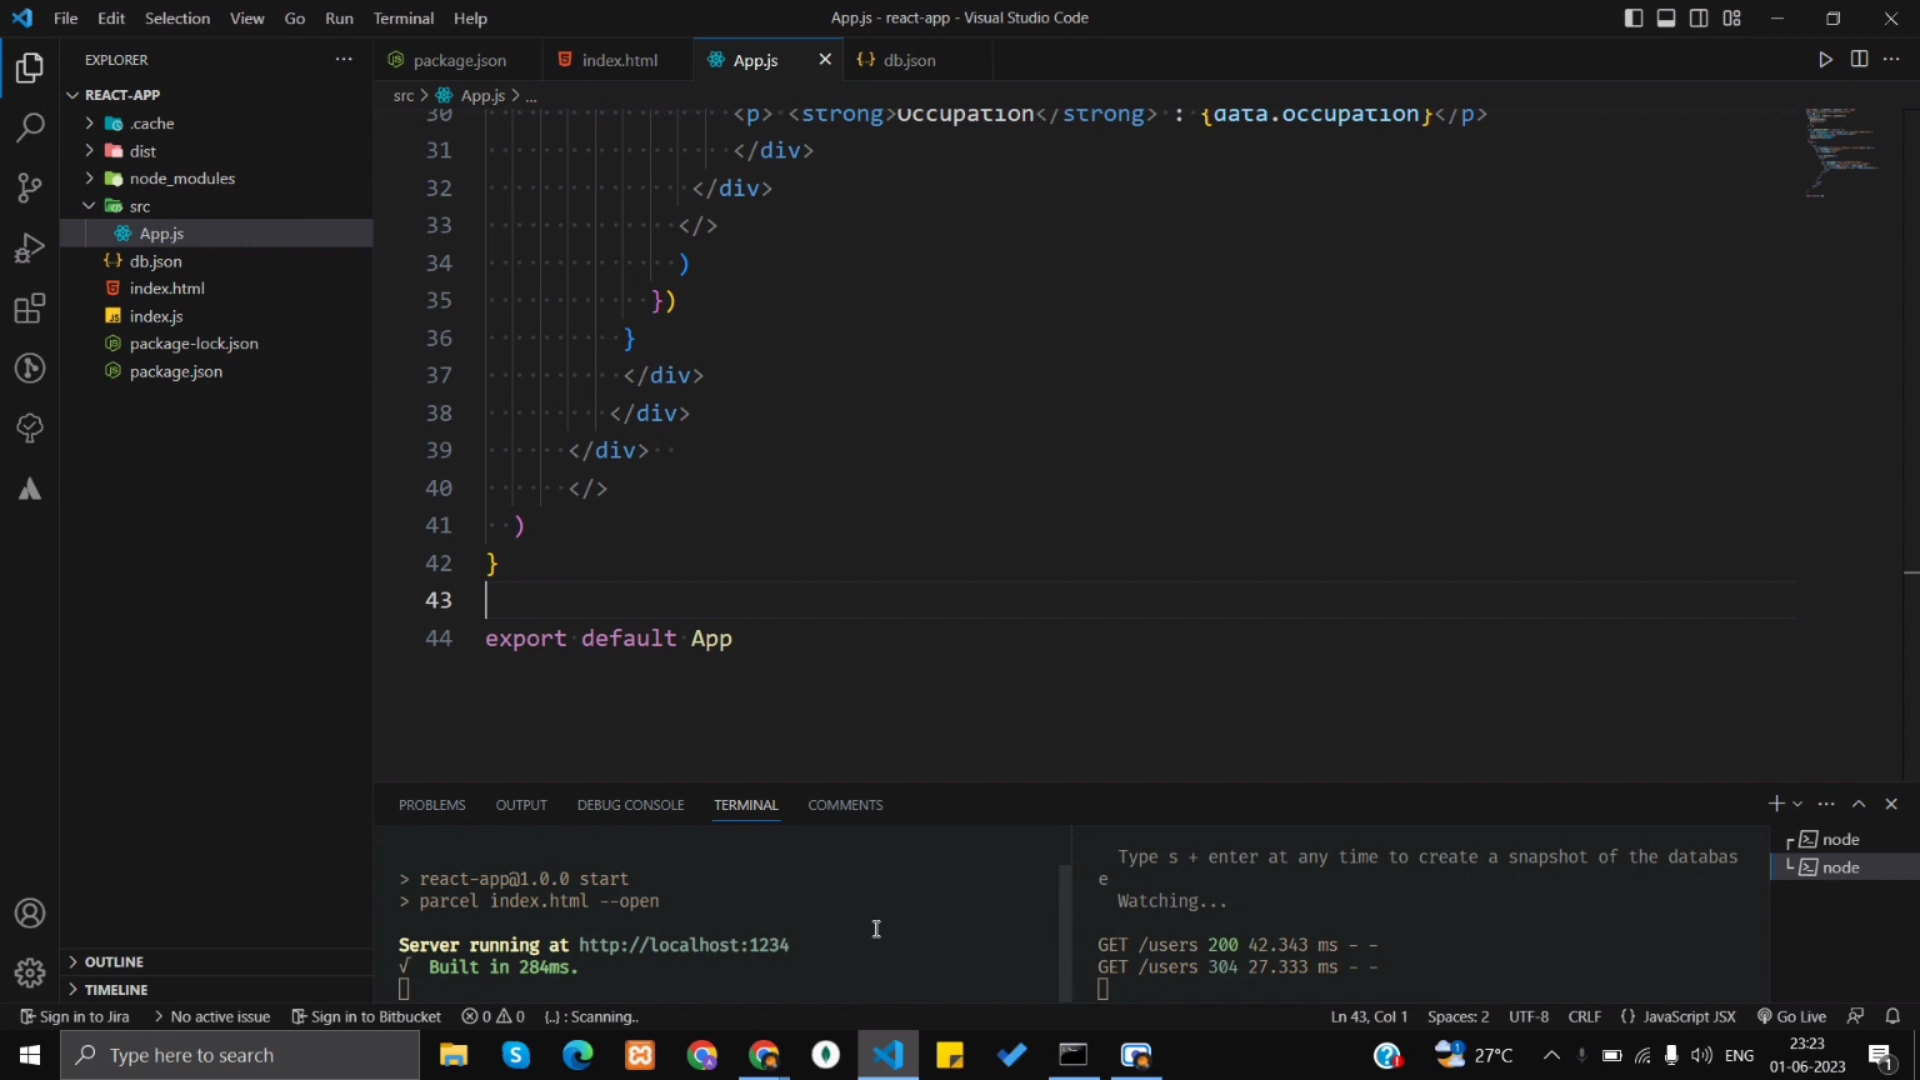 File Edit Selection View Go Run Terminal Help
App.js - react-app - Visual Studio Code
EXPLORER
REACT-APP
.cache
dist
node_modules
src
App.js
db.json
index.html
index.js
package-lock.json
package.json
OUTLINE
TIMELINE
package.json index.html App.js db.json
src > App.js > ...
30 <p> <strong>Occupation</strong> : {data.occupation}</p>
31 </div>
32 </div>
33 </>
34 )
35 })
36 }
37 </div>
38 </div>
39 </div>
40 </>
41 )
42 }
43
44 export default App
PROBLEMS OUTPUT DEBUG CONSOLE TERMINAL COMMENTS
> react-app@1.0.0 start
> parcel index.html --open
Server running at http://localhost:1234
√ Built in 284ms.
Type s + enter at any time to create a snapshot of the databas
e
Watching...
GET /users 200 42.343 ms - -
GET /users 304 27.333 ms - -
node
node
Sign in to Jira No active issue Sign in to Bitbucket 0 0 {..} : Scanning..
Ln 43, Col 1 Spaces: 2 UTF-8 CRLF {} JavaScript JSX Go Live
Type here to search
27°C ENG
23:23
01-06-2023
1